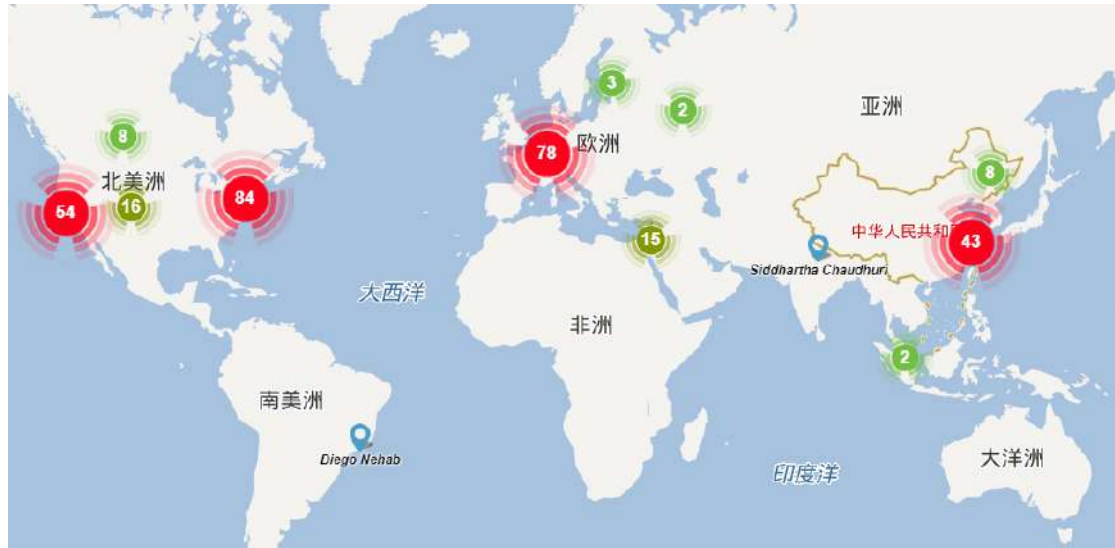 3
2
亚洲
8
78
欧洲
8
北美洲
54
16
84
15
中华人民共和
43
Siddhartha Chaudhuri
大西洋
非洲
2
南美洲
Diego Nehab
印度洋
大洋洲